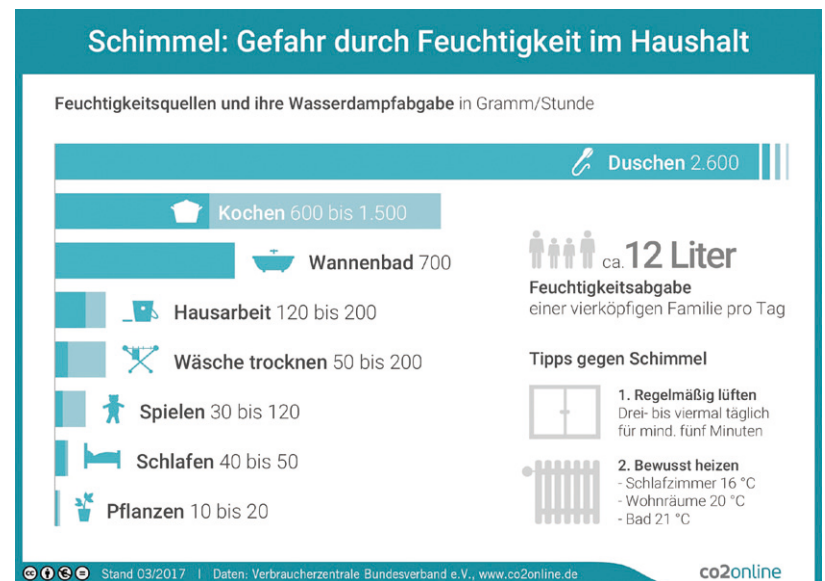 Schimmel: Gefahr durch Feuchtigkeit im Haushalt
Feuchtigkeitsquellen und ihre Wasserdampfabgabe in Gramm/Stunde
Duschen 2.600
Kochen 600 bis 1.500
Wannenbad 700
Hausarbeit 120 bis 200
Wäsche trocknen 50 bis 200
Spielen 30 bis 120
Schlafen 40 bis 50
Pflanzen 10 bis 20
ca. 12 Liter
Feuchtigkeitsabgabe
einer vierköpfigen Familie pro Tag
Tipps gegen Schimmel
1. Regelmäßig lüften
Drei- bis viermal täglich
für mind. fünf Minuten
2. Bewusst heizen
- Schlafzimmer 16 °C
- Wohnräume 20 °C
- Bad 21 °C
Stand 03/2017 | Daten: Verbraucherzentrale Bundesverband e.V., www.co2online.de
co2online